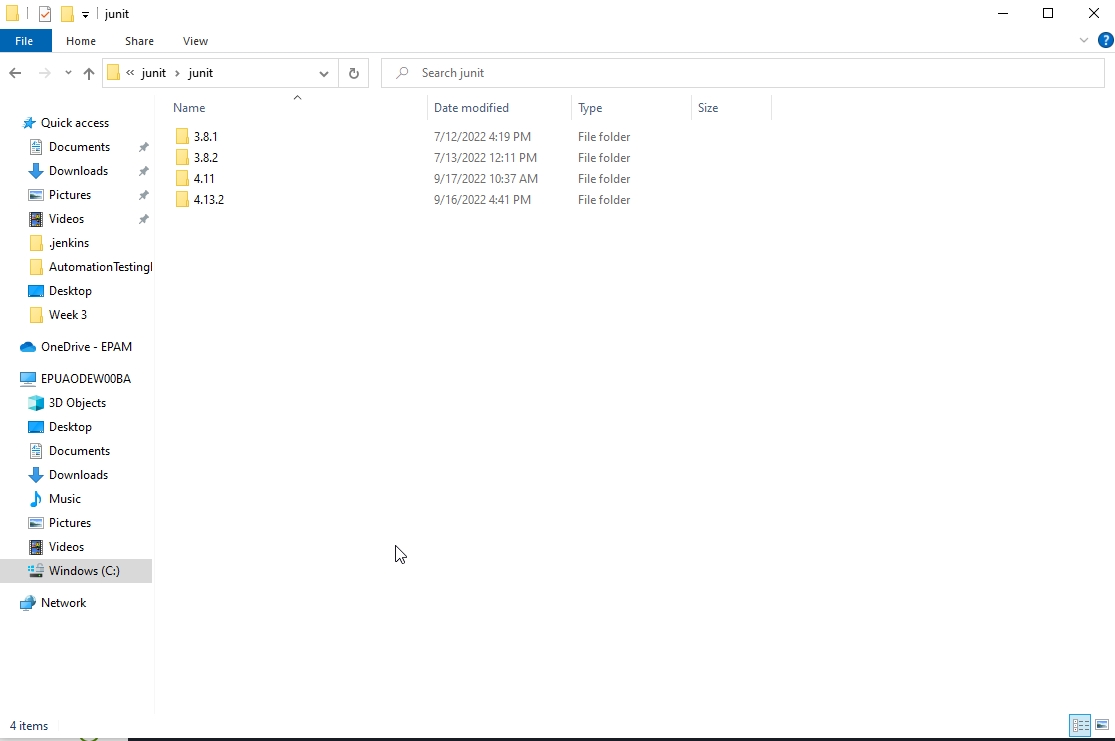 junit
File Home Share View
« junit › junit Search junit
Name Date modified Type Size
3.8.1 7/12/2022 4:19 PM File folder
3.8.2 7/13/2022 12:11 PM File folder
4.11 9/17/2022 10:37 AM File folder
4.13.2 9/16/2022 4:41 PM File folder
Quick access
Documents
Downloads
Pictures
Videos
.jenkins
AutomationTestingI
Desktop
Week 3
OneDrive - EPAM
EPUAODEW00BA
3D Objects
Desktop
Documents
Downloads
Music
Pictures
Videos
Windows (C:)
Network
4 items